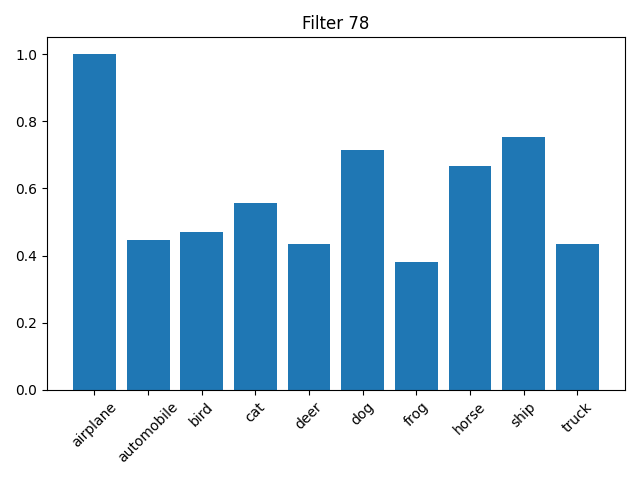 Filter 78
1.0
0.8
0.6
0.4
0.2
0.0
airplane
automobile
bird
cat
deer
dog
frog
horse
ship
truck